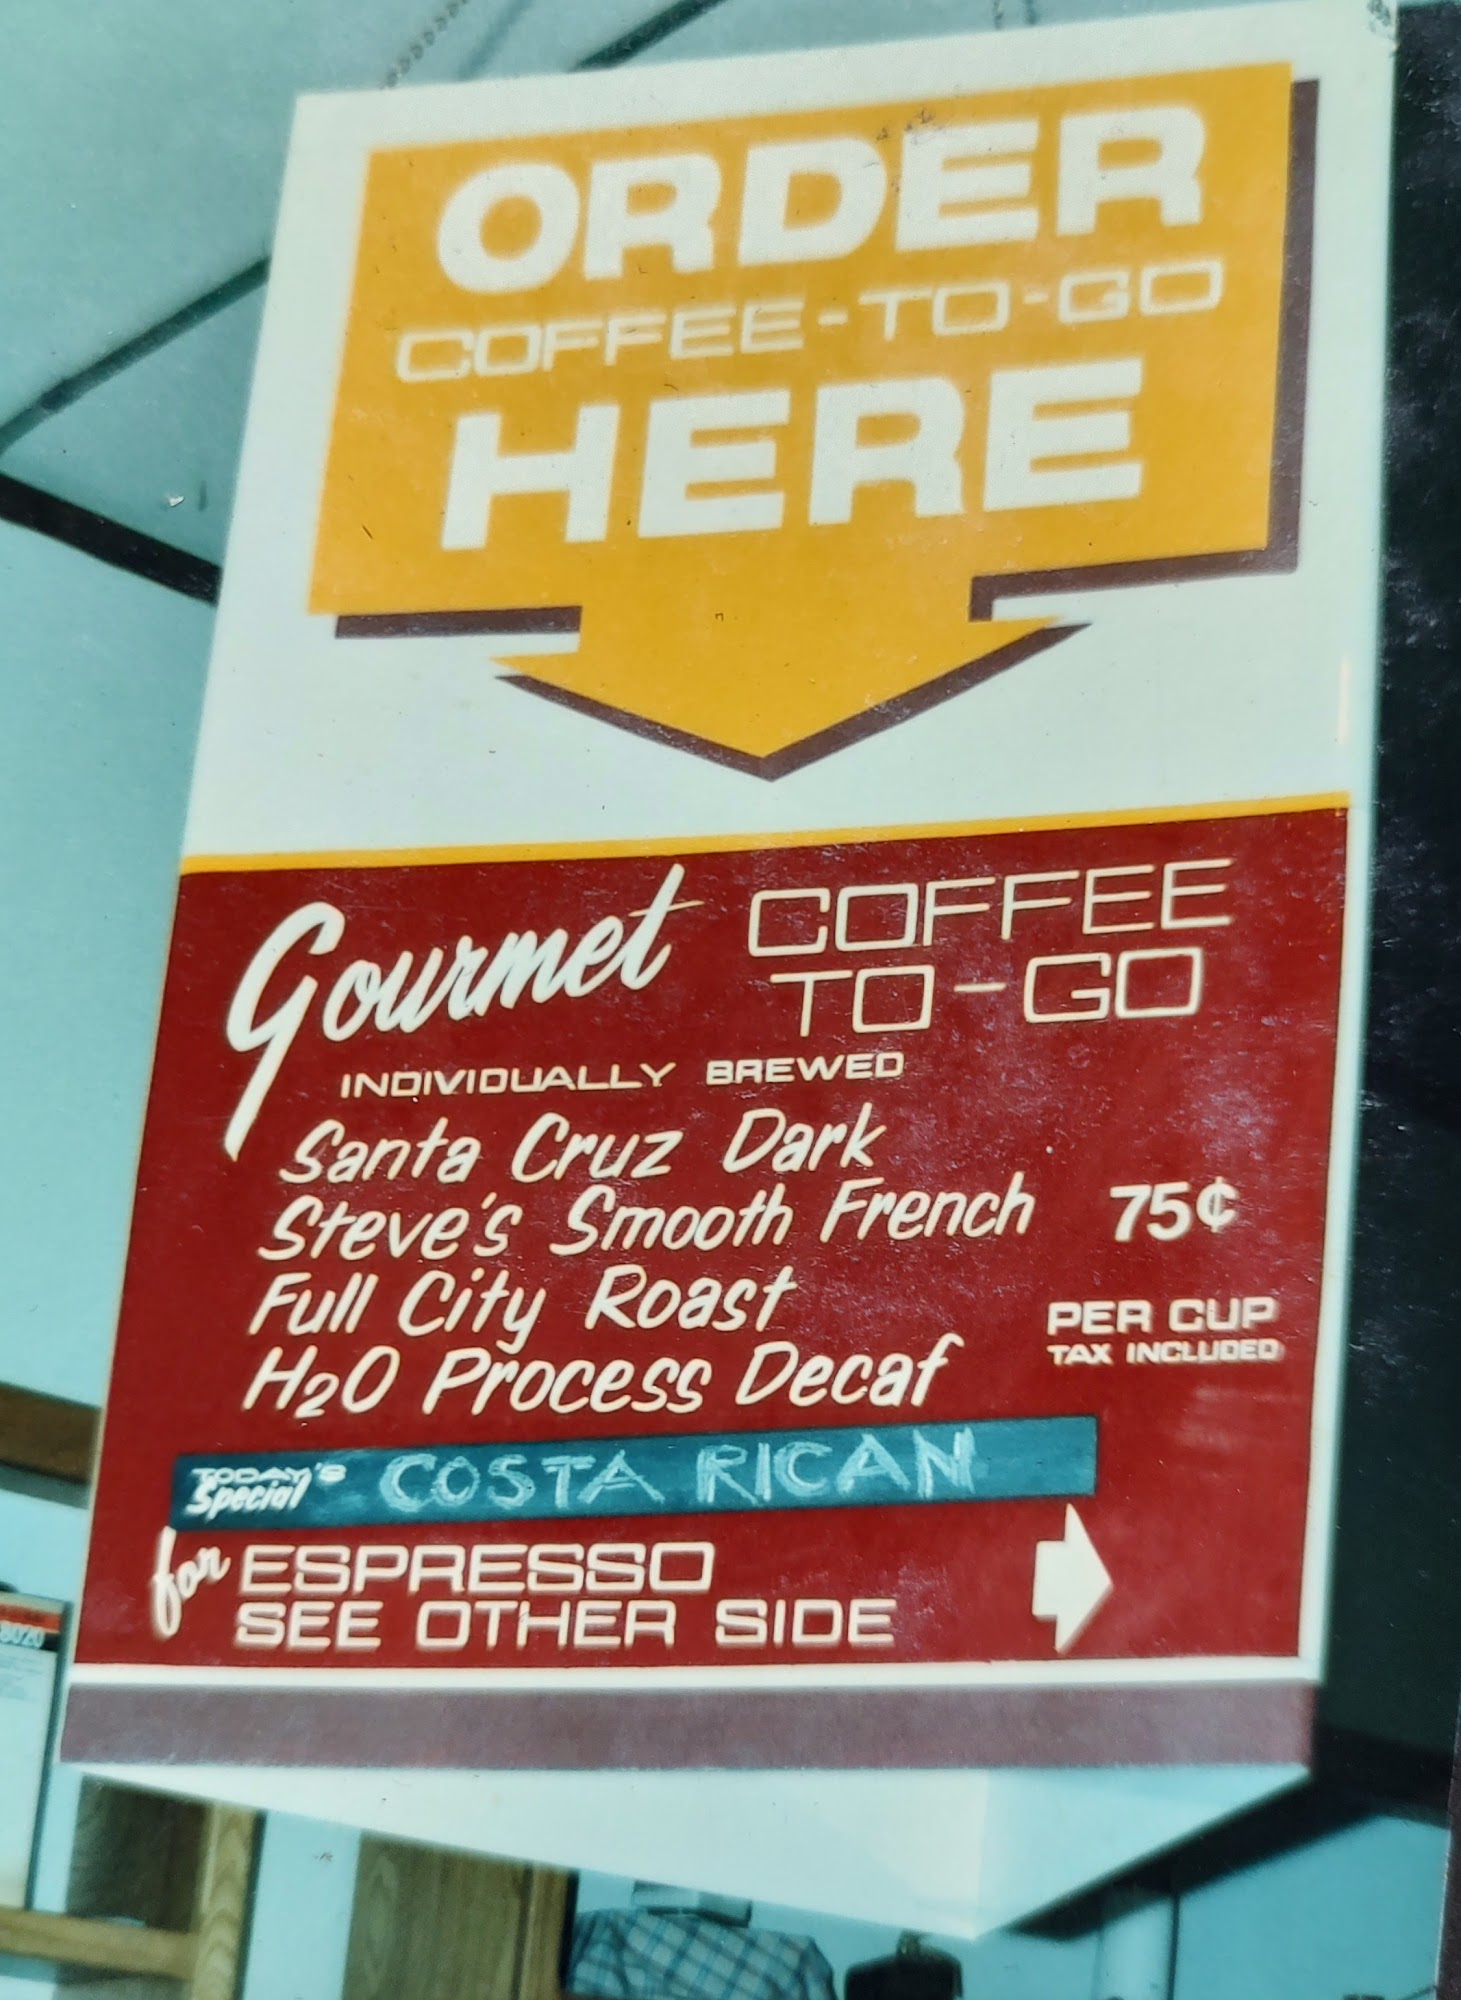 ORDER
COFFEE-TO-GO
HERE
Gourmet COFFEE
TO-GO
INDIVIDUALLY BREWED
Santa Cruz Dark
Steve's Smooth French 75¢
Full City Roast
PER CUP
H2O Process Decaf
TAX INCLUDED
TODAY'S
Special COSTA RICAN
for ESPRESSO
SEE OTHER SIDE
8020